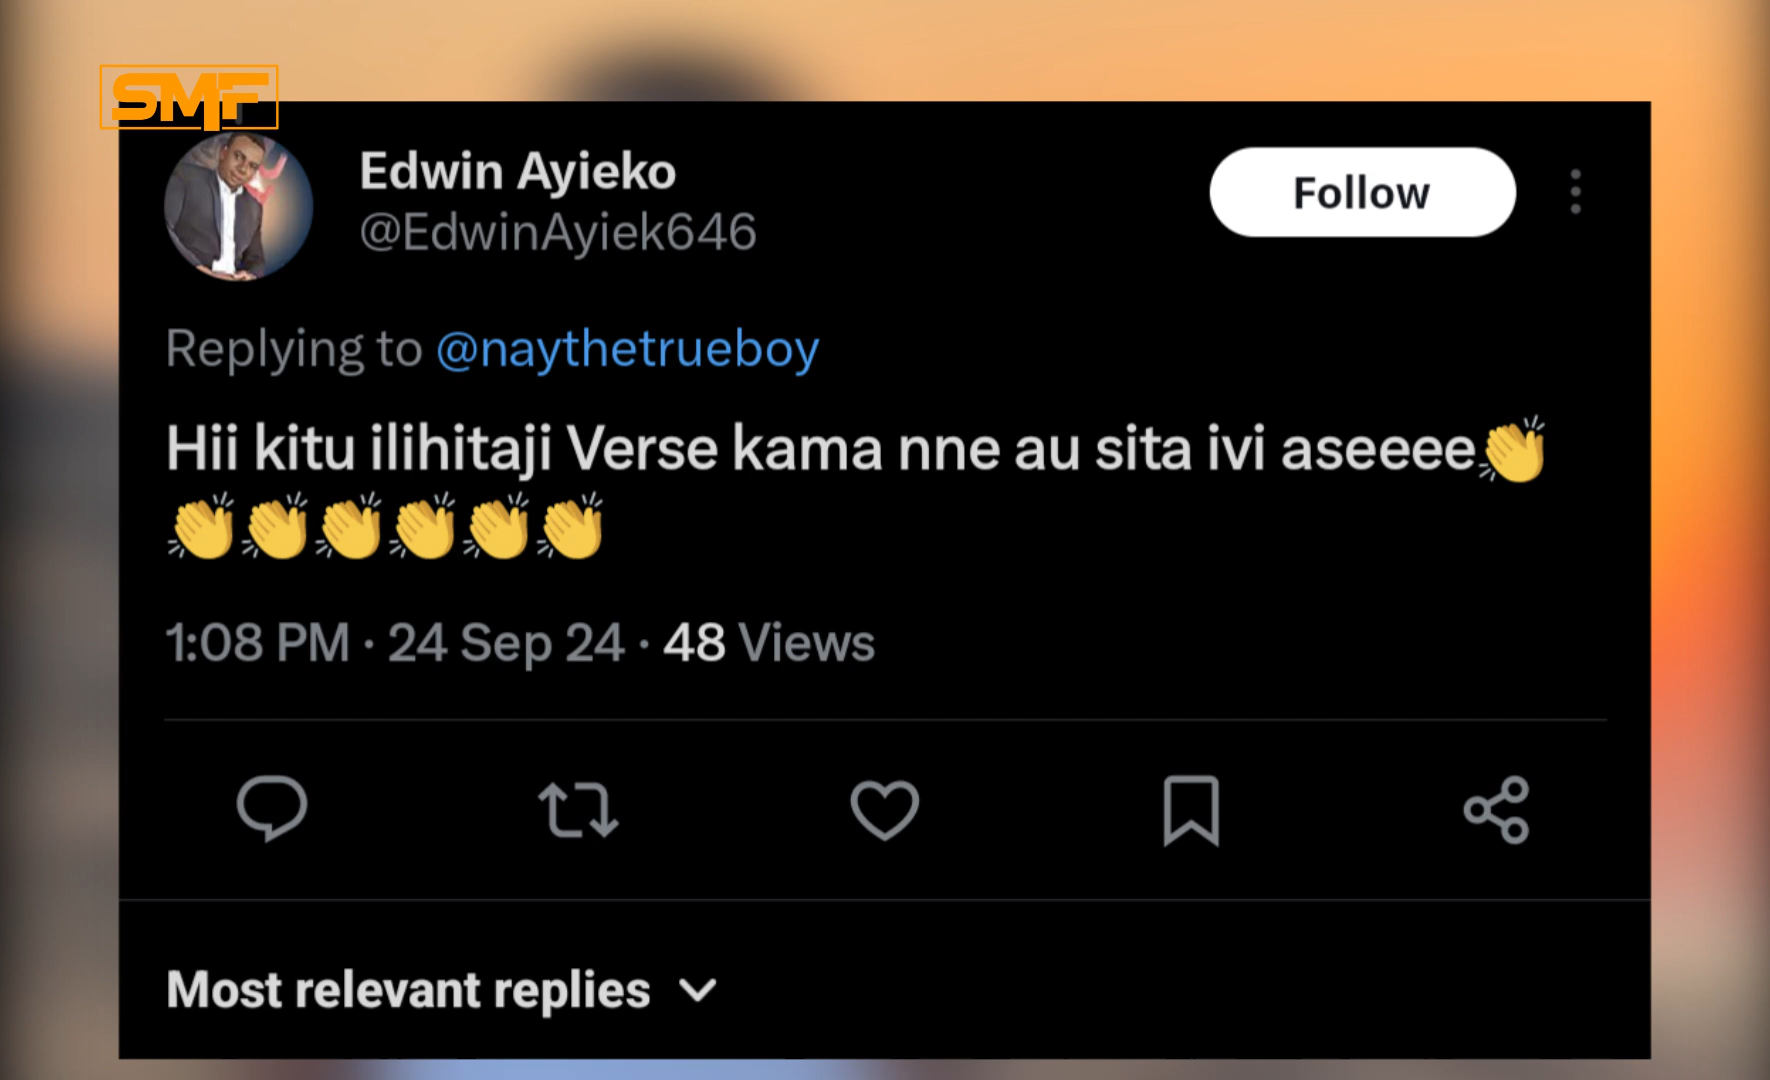 SMF
Edwin Ayieko
@EdwinAyiek646
Follow
Replying to @naythetrueboy
Hii kitu ilihitaji Verse kama nne au sita ivi aseeee👏
👏👏👏👏👏👏
1:08 PM · 24 Sep 24 · 48 Views
Most relevant replies